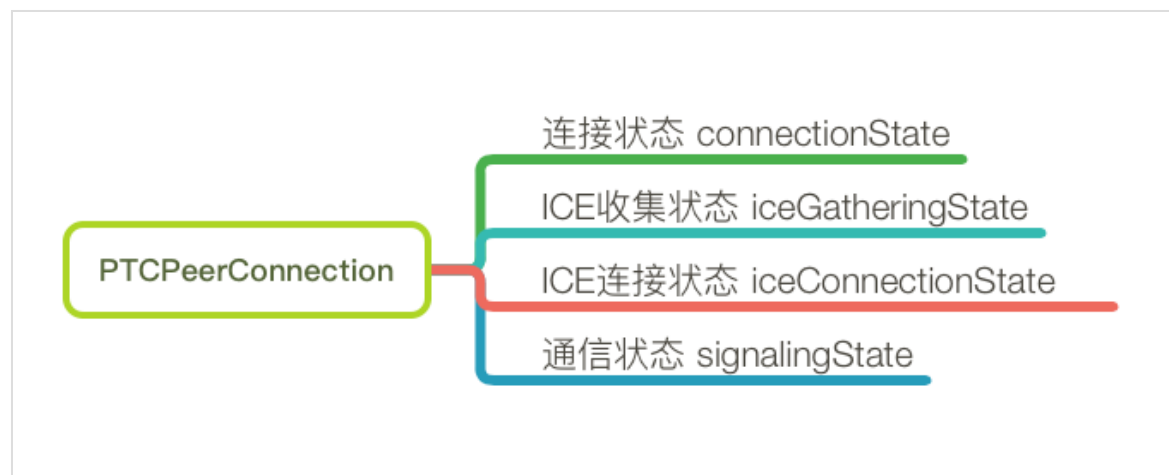 连接状态 connectionState
ICE收集状态 iceGatheringState
PTCPeerConnection
ICE连接状态 iceConnectionState
通信状态 signalingState